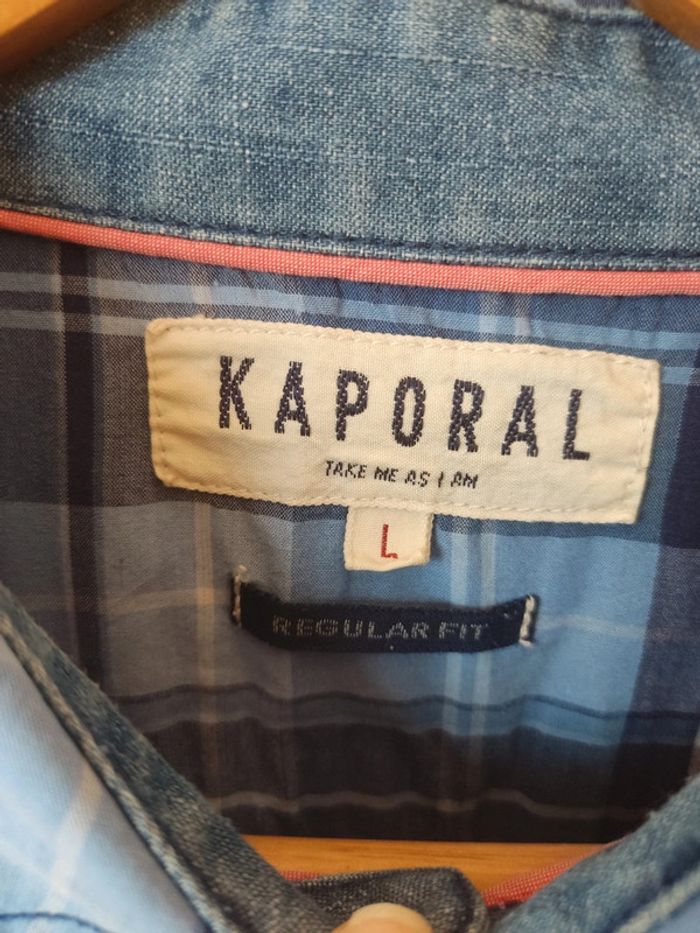 KAPORAL
TAKE ME AS I AM
L
REGULAR FIT